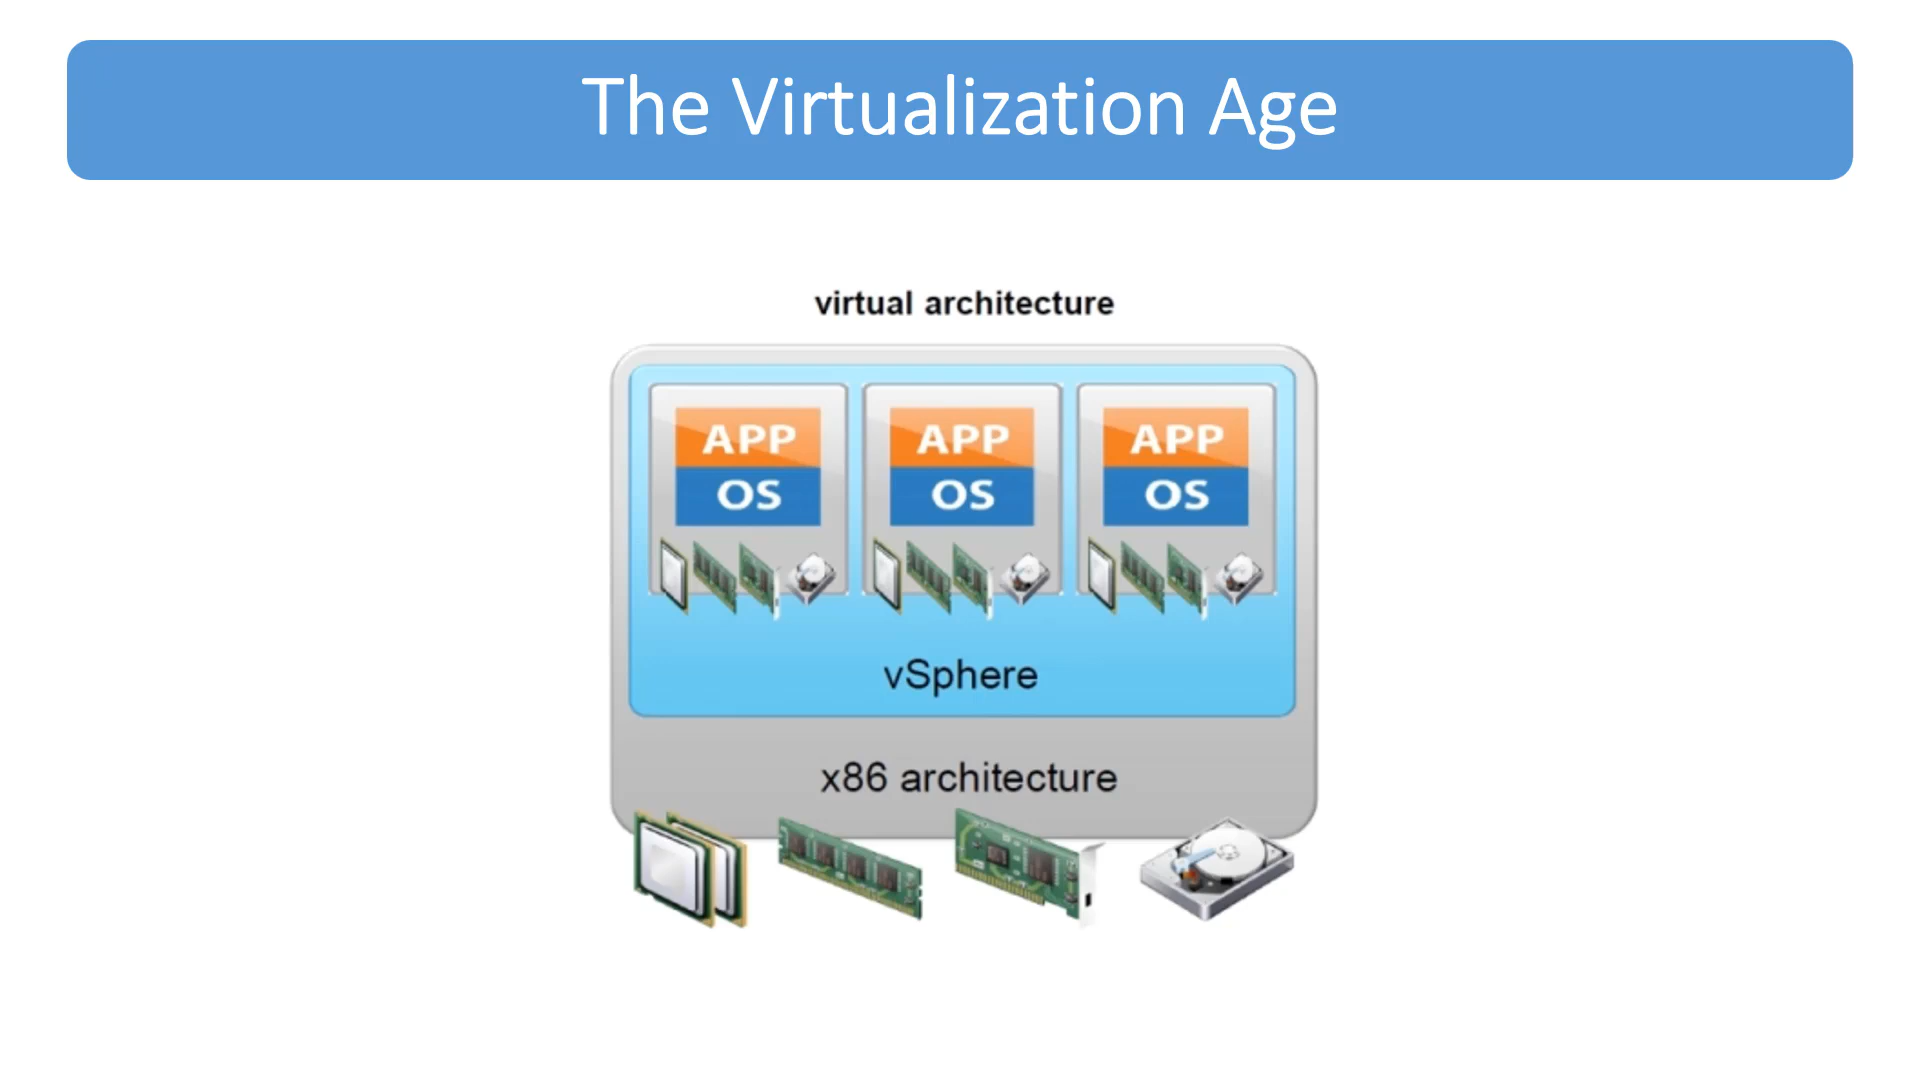 The Virtualization Age
virtual architecture
APP APP APP
OS OS OS
vSphere
x86 architecture